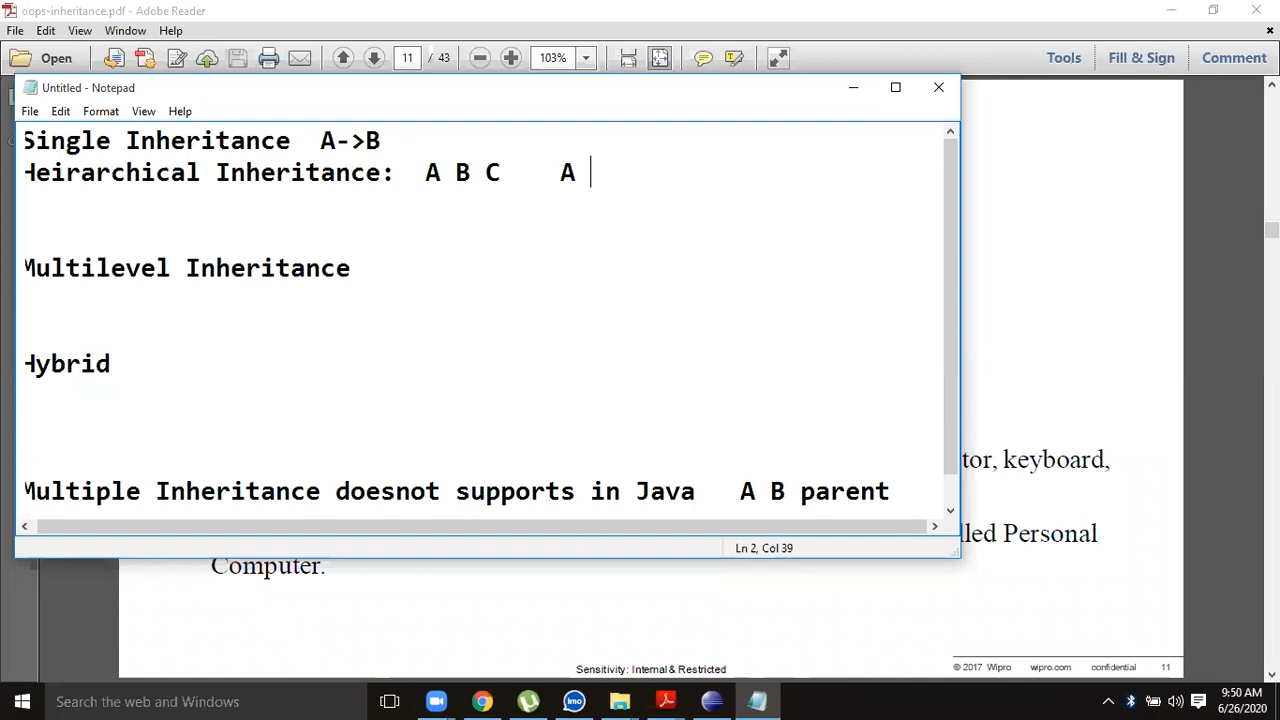 oops-inheritance.pdf - Adobe Reader
File Edit View Window Help
Open 11 / 43 103% Tools Fill & Sign Comment
Untitled - Notepad
File Edit Format View Help
Single Inheritance A->B
Heirarchical Inheritance: A B C A
Multilevel Inheritance
Hybrid
Multiple Inheritance doesnot supports in Java A B parent
Ln 2, Col 39
tor, keyboard,
lled Personal
Computer.
Sensitivity: Internal & Restricted
© 2017 Wipro wipro.com confidential 11
Search the web and Windows
imo
9:50 AM
6/26/2020